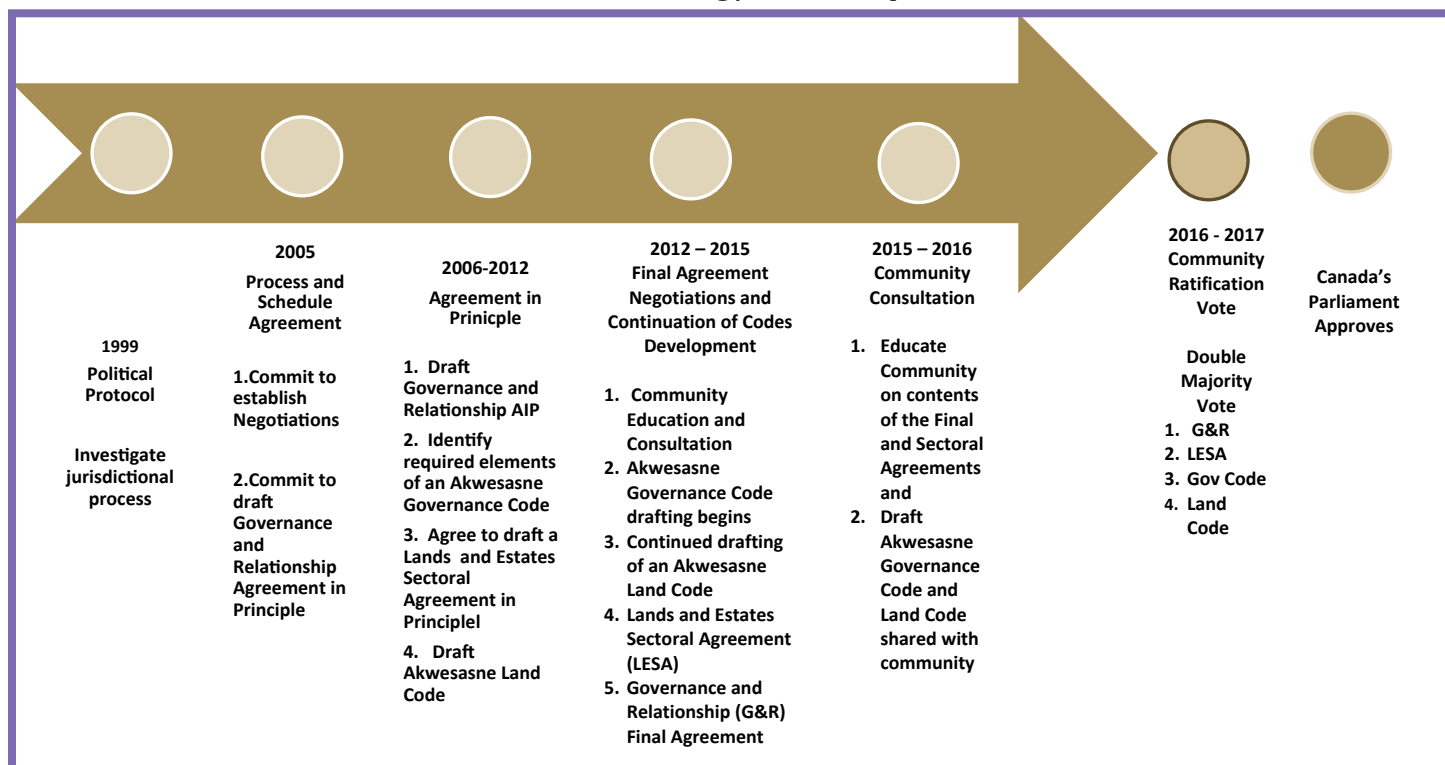 1999
Political
Protocol
Investigate
jurisdictional
process
2005
Process and
Schedule
Agreement
1.Commit to
establish
Negotiations
2.Commit to
draft
Governance
and
Relationship
Agreement in
Principle
2006-2012
Agreement in
Prinicple
1. Draft
Governance and
Relationship AIP
2. Identify
required elements
of an Akwesasne
Governance Code
3. Agree to draft a
Lands and Estates
Sectoral
Agreement in
Principlel
4. Draft
Akwesasne Land
Code
2012 – 2015
Final Agreement
Negotiations and
Continuation of Codes
Development
1. Community
Education and
Consultation
2. Akwesasne
Governance Code
drafting begins
3. Continued drafting
of an Akwesasne
Land Code
4. Lands and Estates
Sectoral Agreement
(LESA)
5. Governance and
Relationship (G&R)
Final Agreement
2015 – 2016
Community
Consultation
1. Educate
Community
on contents
of the Final
and Sectoral
Agreements
and
2. Draft
Akwesasne
Governance
Code and
Land Code
shared with
community
2016 - 2017
Community
Ratification
Vote
Double
Majority
Vote
1. G&R
2. LESA
3. Gov Code
4. Land
Code
Canada's
Parliament
Approves